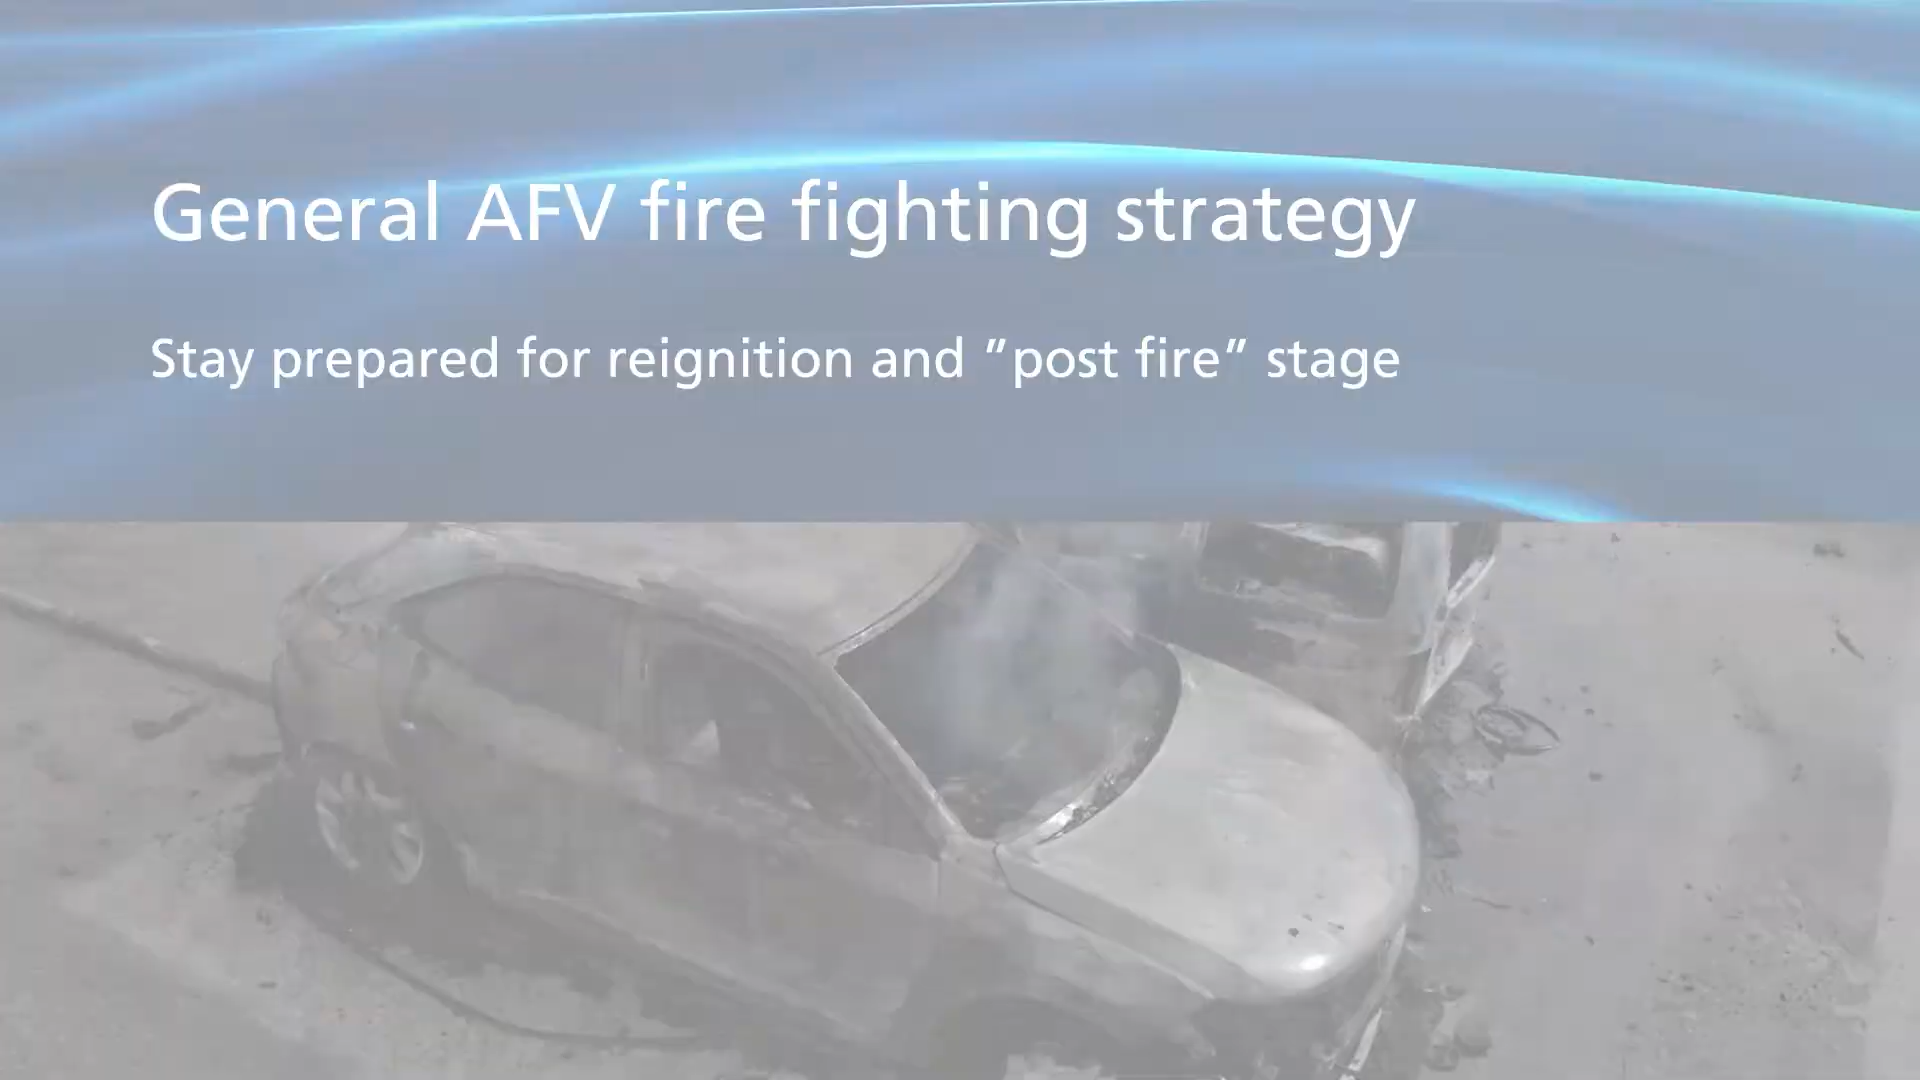 General AFV fire fighting strategy
Stay prepared for reignition and "post fire" stage